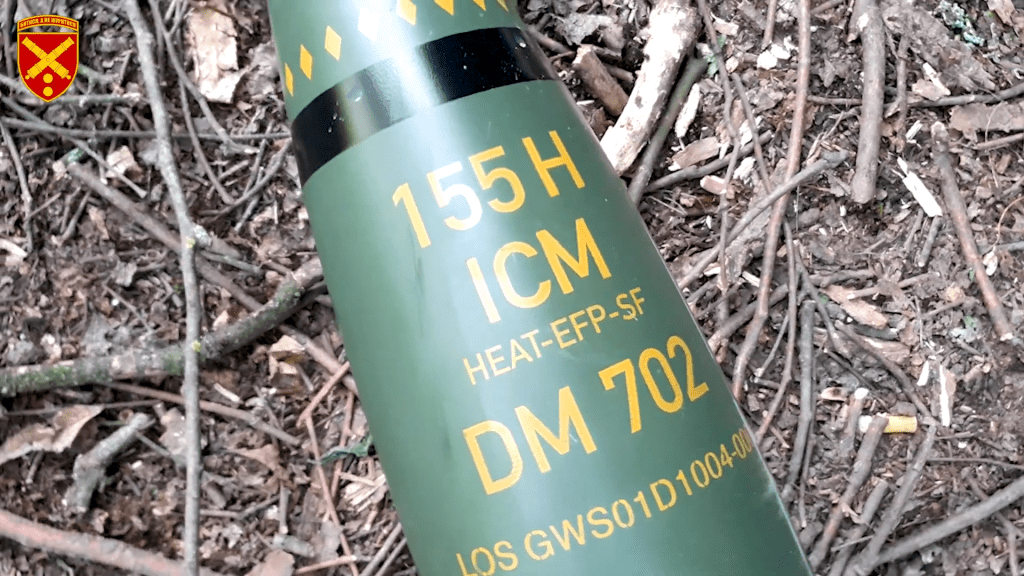 155 H
ICM
HEAT-EFP-SF
DM 702
LOS GWS01D1004-00